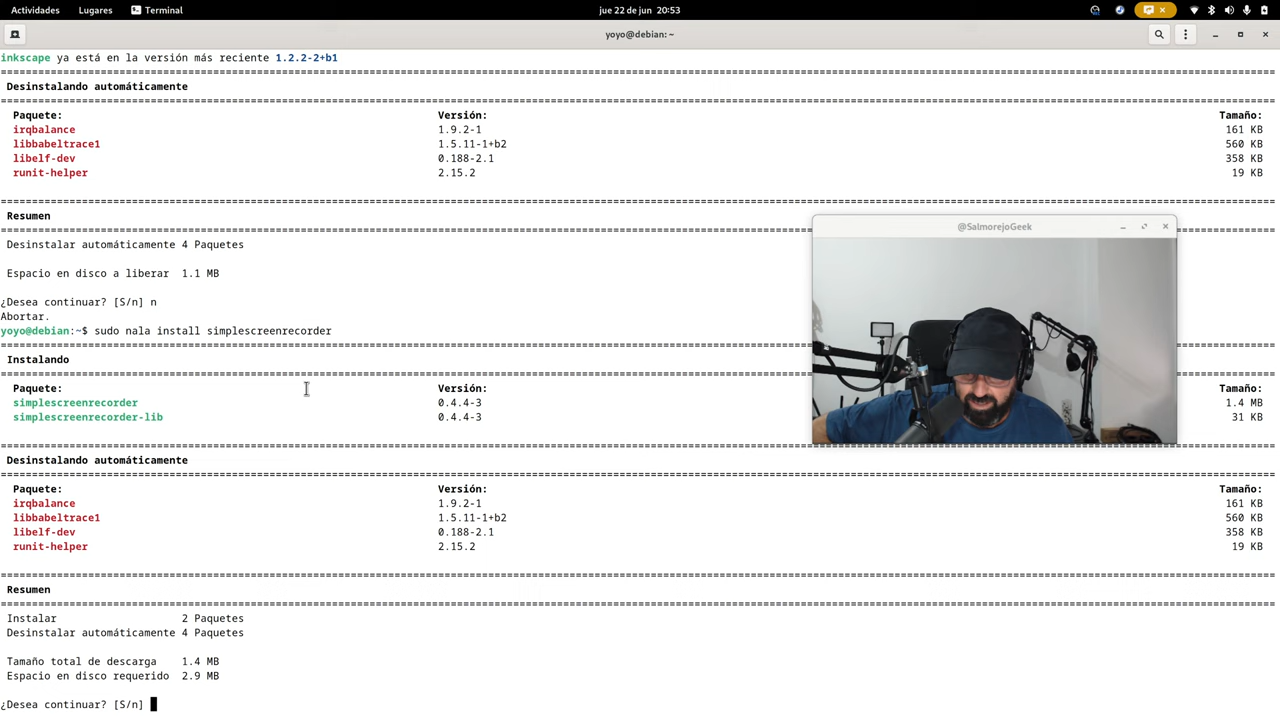 Actividades Lugares Terminal jue 22 de jun 20:53
yoyo@debian: ~
inkscape ya está en la versión más reciente 1.2.2-2+b1
================================================================================
Desinstalando automáticamente
================================================================================
Paquete: Versión: Tamaño:
irqbalance 1.9.2-1 161 KB
libbabeltrace1 1.5.11-1+b2 560 KB
libelf-dev 0.188-2.1 358 KB
runit-helper 2.15.2 19 KB
================================================================================
Resumen
================================================================================
Desinstalar automáticamente 4 Paquetes
Espacio en disco a liberar 1.1 MB
¿Desea continuar? [S/n] n
Abortar.
yoyo@debian:~$ sudo nala install simplescreenrecorder
================================================================================
Instalando
================================================================================
Paquete: Versión: Tamaño:
simplescreenrecorder 0.4.4-3 1.4 MB
simplescreenrecorder-lib 0.4.4-3 31 KB
================================================================================
Desinstalando automáticamente
================================================================================
Paquete: Versión: Tamaño:
irqbalance 1.9.2-1 161 KB
libbabeltrace1 1.5.11-1+b2 560 KB
libelf-dev 0.188-2.1 358 KB
runit-helper 2.15.2 19 KB
================================================================================
Resumen
================================================================================
Instalar 2 Paquetes
Desinstalar automáticamente 4 Paquetes
Tamaño total de descarga 1.4 MB
Espacio en disco requerido 2.9 MB
¿Desea continuar? [S/n]
@SalmorejoGeek